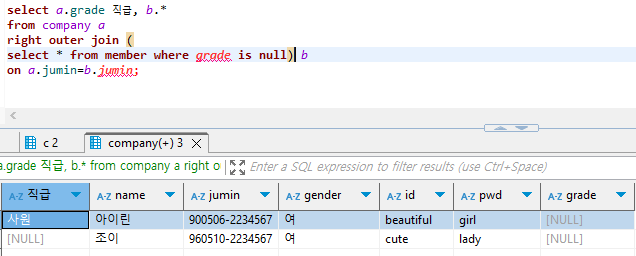 select a.grade 직급, b.*
from company a
right outer join (
select * from member where grade is null) b
on a.jumin=b.jumin;
c 2
company(+) 3
a.grade 직급, b.* from company a right o
Enter a SQL expression to filter results (use Ctrl+Space)
A-Z 직급 A-Z name A-Z jumin A-Z gender A-Z id A-Z pwd A-Z grade
사원 아이린 900506-2234567 여 beautiful girl [NULL]
[NULL] 조이 960510-2234567 여 cute lady [NULL]